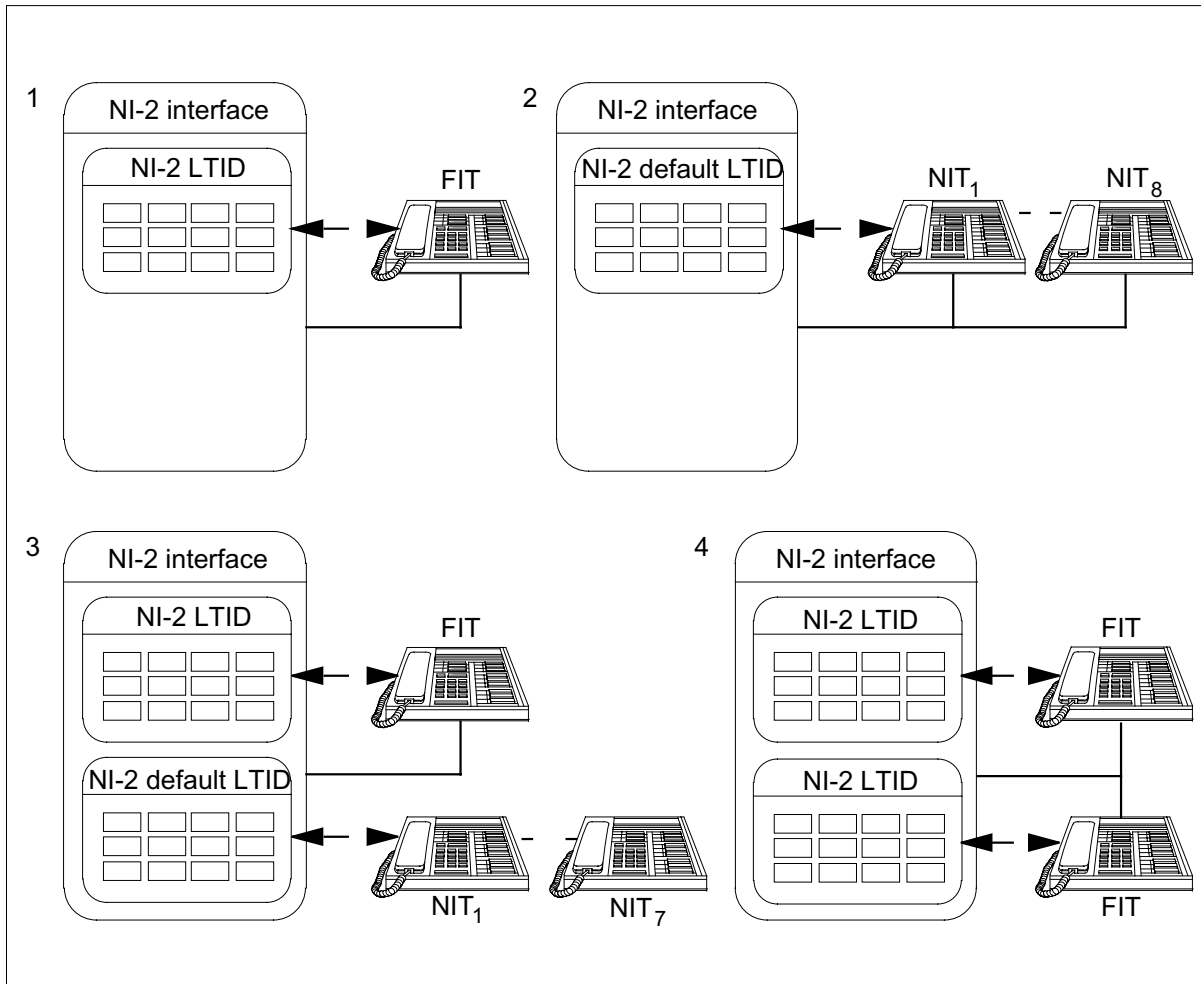 1
NI-2 interface
NI-2 LTID
FIT
2
NI-2 interface
NI-2 default LTID
NIT1
NIT8
3
NI-2 interface
NI-2 LTID
FIT
NI-2 default LTID
NIT1
NIT7
4
NI-2 interface
NI-2 LTID
FIT
NI-2 LTID
FIT